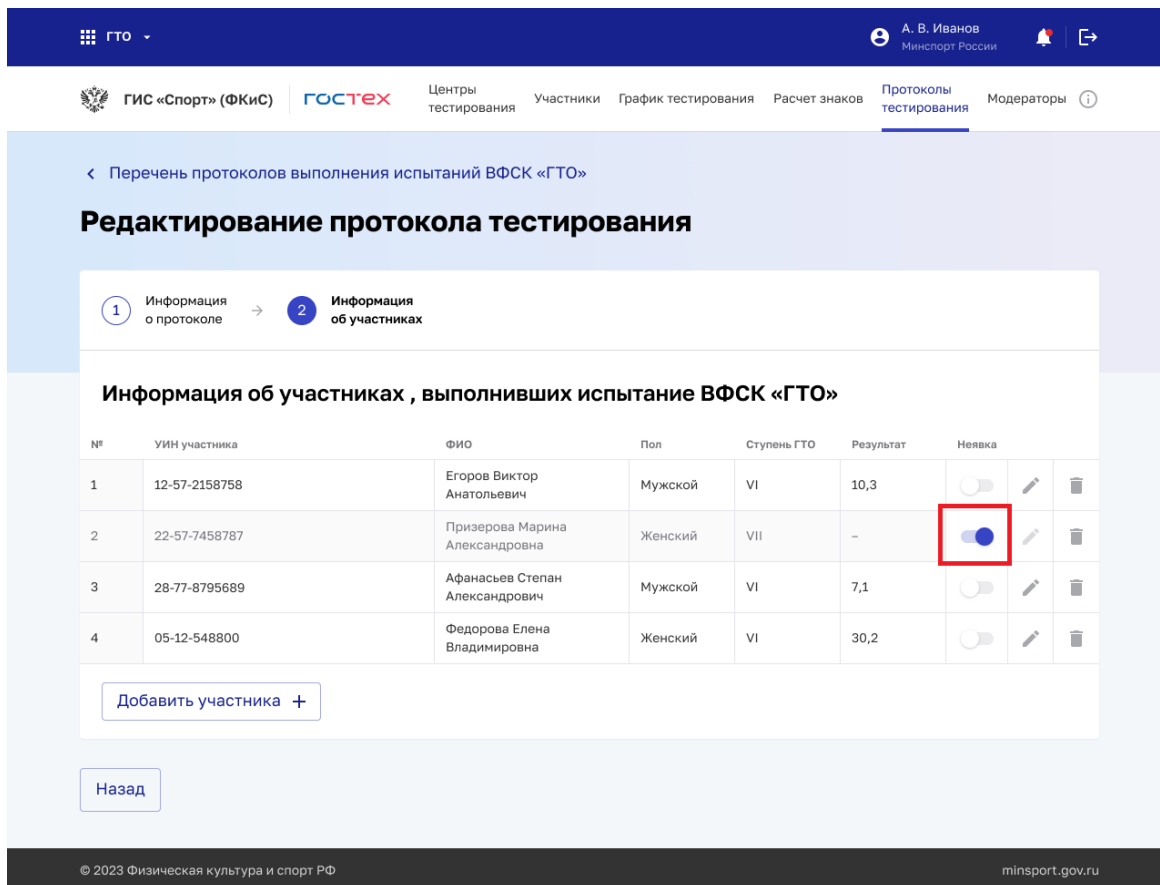 ГТО
А. В. Иванов
Минспорт России
ГИС «Спорт» (ФКиС)
ГОСТЕХ
Центры
тестирования
Участники
График тестирования
Расчет знаков
Протоколы
тестирования
Модераторы
Перечень протоколов выполнения испытаний ВФСК «ГТО»
Редактирование протокола тестирования
1
Информация
о протоколе
2
Информация
об участниках
Информация об участниках , выполнивших испытание ВФСК «ГТО»
№ УИН участника ФИО Пол Ступень ГТО Результат Неявка
1 12-57-2158758 Егоров Виктор Анатольевич Мужской VI 10,3
2 22-57-7458787 Призерова Марина Александровна Женский VII –
3 28-77-8795689 Афанасьев Степан Александрович Мужской VI 7,1
4 05-12-548800 Федорова Елена Владимировна Женский VI 30,2
Добавить участника +
Назад
© 2023 Физическая культура и спорт РФ
minsport.gov.ru